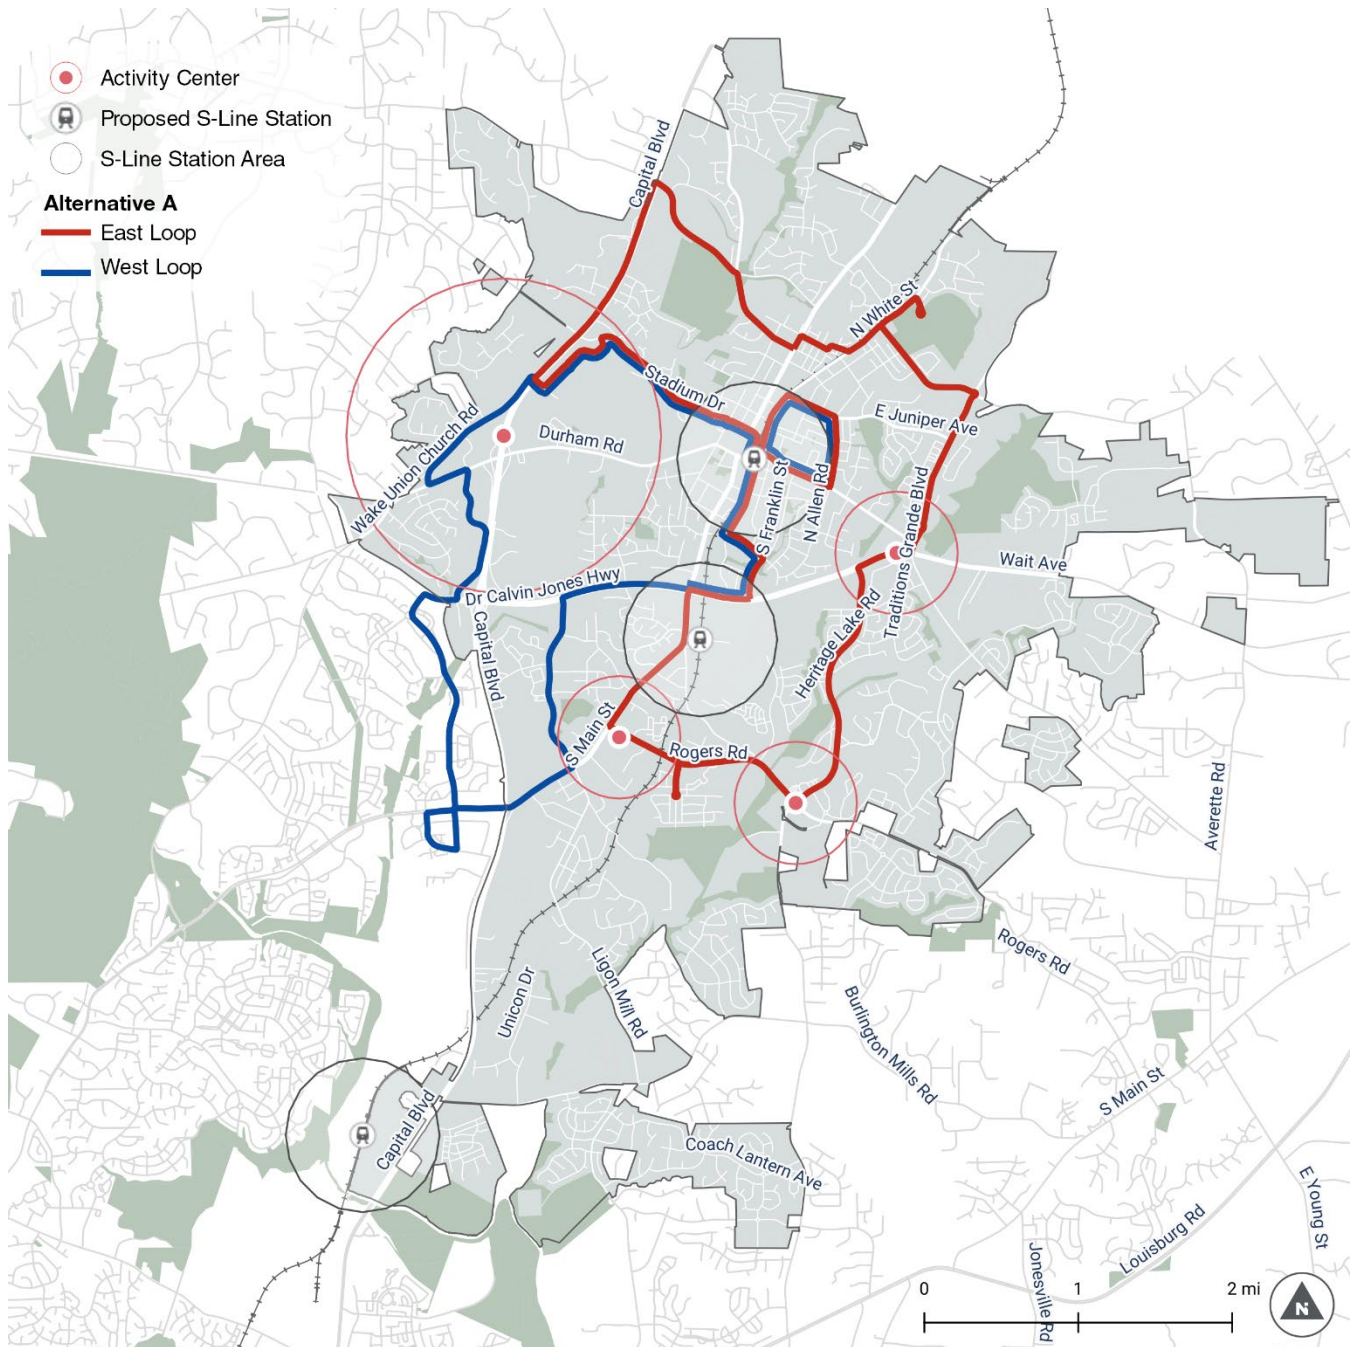 Activity Center
Proposed S-Line Station
S-Line Station Area
Alternative A
East Loop
West Loop
Capital Blvd
N White St
Stadium Dr
E Juniper Ave
Durham Rd
Wake Union Church Rd
S Franklin St
N Allen Rd
Traditions Grande Blvd
Wait Ave
Dr Calvin Jones Hwy
Capital Blvd
Heritage Lake Rd
S Main St
Rogers Rd
Averette Rd
Rogers Rd
Ligon Mill Rd
Unicon Dr
Burlington Mills Rd
S Main St
Capital Blvd
Coach Lantern Ave
E Young St
Louisburg Rd
Jonesville Rd
0 1 2 mi
N